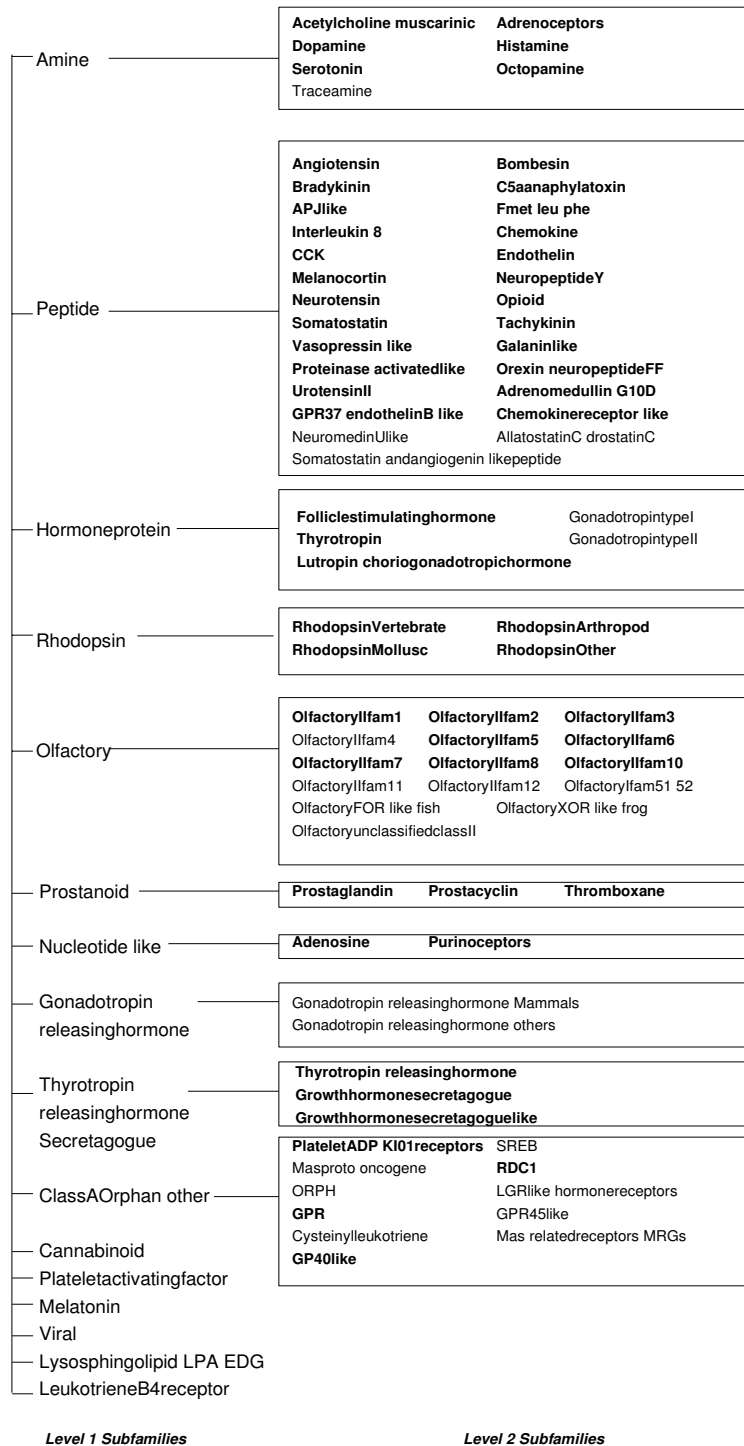 Amine
Acetylcholine muscarinic Adrenoceptors
Dopamine Histamine
Serotonin Octopamine
Traceamine
Peptide
Angiotensin Bombesin
Bradykinin C5aanaphylatoxin
APJlike Fmet leu phe
Interleukin 8 Chemokine
CCK Endothelin
Melanocortin NeuropeptideY
Neurotensin Opioid
Somatostatin Tachykinin
Vasopressin like Galaninlike
Proteinase activatedlike Orexin neuropeptideFF
UrotensinII Adrenomedullin G10D
GPR37 endothelinB like Chemokinereceptor like
NeuromedinUlike AllatostatinC drostatinC
Somatostatin andangiogenin likepeptide
Hormoneprotein
Folliclestimulatinghormone GonadotropintypeI
Thyrotropin GonadotropintypeII
Lutropin choriogonadotropichormone
Rhodopsin
RhodopsinVertebrate RhodopsinArthropod
RhodopsinMollusc RhodopsinOther
Olfactory
OlfactoryIIfam1 OlfactoryIIfam2 OlfactoryIIfam3
OlfactoryIIfam4 OlfactoryIIfam5 OlfactoryIIfam6
OlfactoryIIfam7 OlfactoryIIfam8 OlfactoryIIfam10
OlfactoryIIfam11 OlfactoryIIfam12 OlfactoryIfam51 52
OlfactoryFOR like fish OlfactoryXOR like frog
OlfactoryunclassifiedclassII
Prostanoid
Prostaglandin Prostacyclin Thromboxane
Nucleotide like
Adenosine Purinoceptors
Gonadotropin
releasinghormone
Gonadotropin releasinghormone Mammals
Gonadotropin releasinghormone others
Thyrotropin
releasinghormone
Secretagogue
Thyrotropin releasinghormone
Growthhormonesecretagogue
Growthhormonesecretagoguelike
ClassAOrphan other
PlateletADP KI01receptors SREB
Masproto oncogene RDC1
ORPH LGRlike hormonereceptors
GPR GPR45like
Cysteinylleukotriene Mas relatedreceptors MRGs
GP40like
Cannabinoid
Plateletactivatingfactor
Melatonin
Viral
Lysosphingolipid LPA EDG
LeukotrieneB4receptor
Level 1 Subfamilies Level 2 Subfamilies